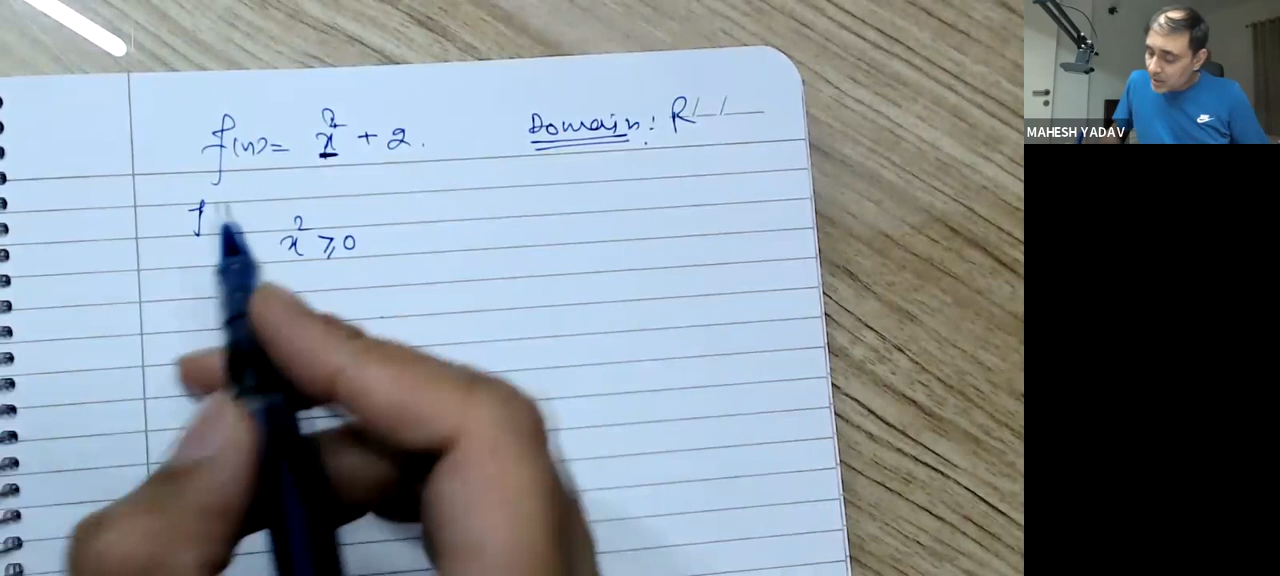 f(x) = x² + 2. Domain: R
f
x² ≥ 0
MAHESH YADAV